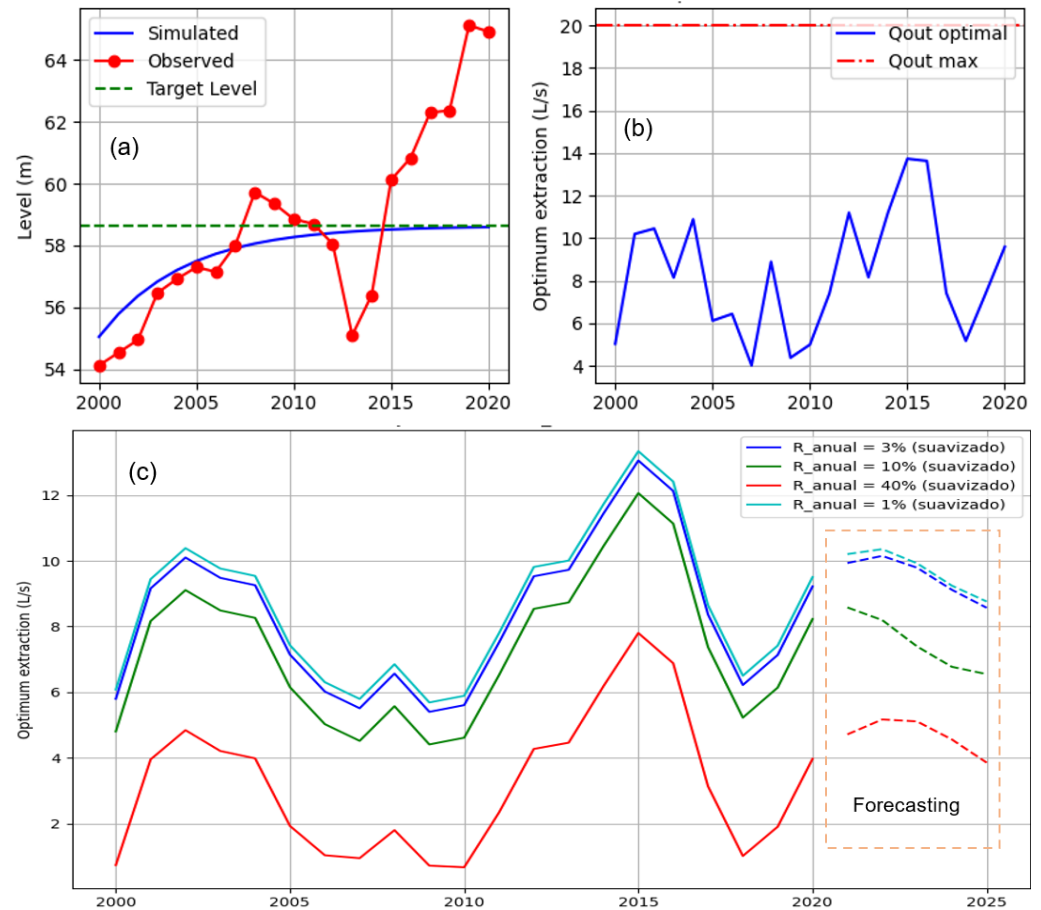 Simulated
Observed
Target Level
(a)
Level (m)
64
62
60
58
56
54
2000
2005
2010
2015
2020
Qout optimal
Qout max
(b)
Optimum extraction (L/s)
20
18
16
14
12
10
8
6
4
2000
2005
2010
2015
2020
(c)
R_anual = 3% (suavizado)
R_anual = 10% (suavizado)
R_anual = 40% (suavizado)
R_anual = 1% (suavizado)
Optimum extraction (L/s)
12
10
8
6
4
2
Forecasting
2000
2005
2010
2015
2020
2025